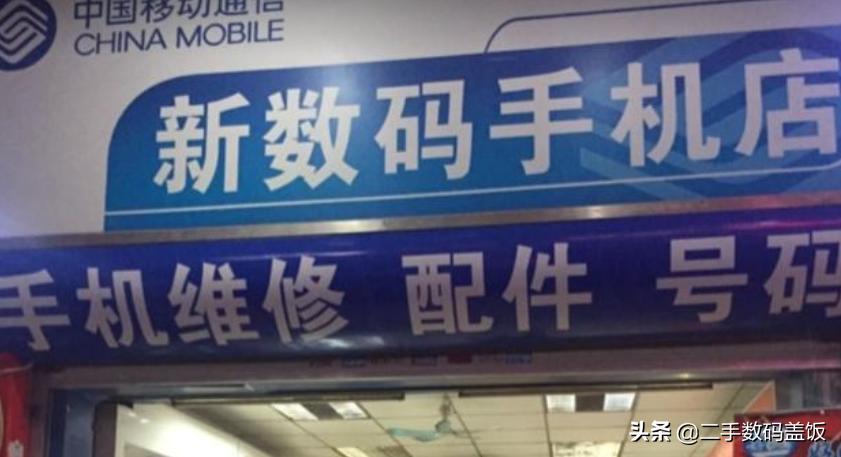 中国移动通信
CHINA MOBILE
新数码手机店
手机维修 配件 号码
头条 @二手数码盖饭